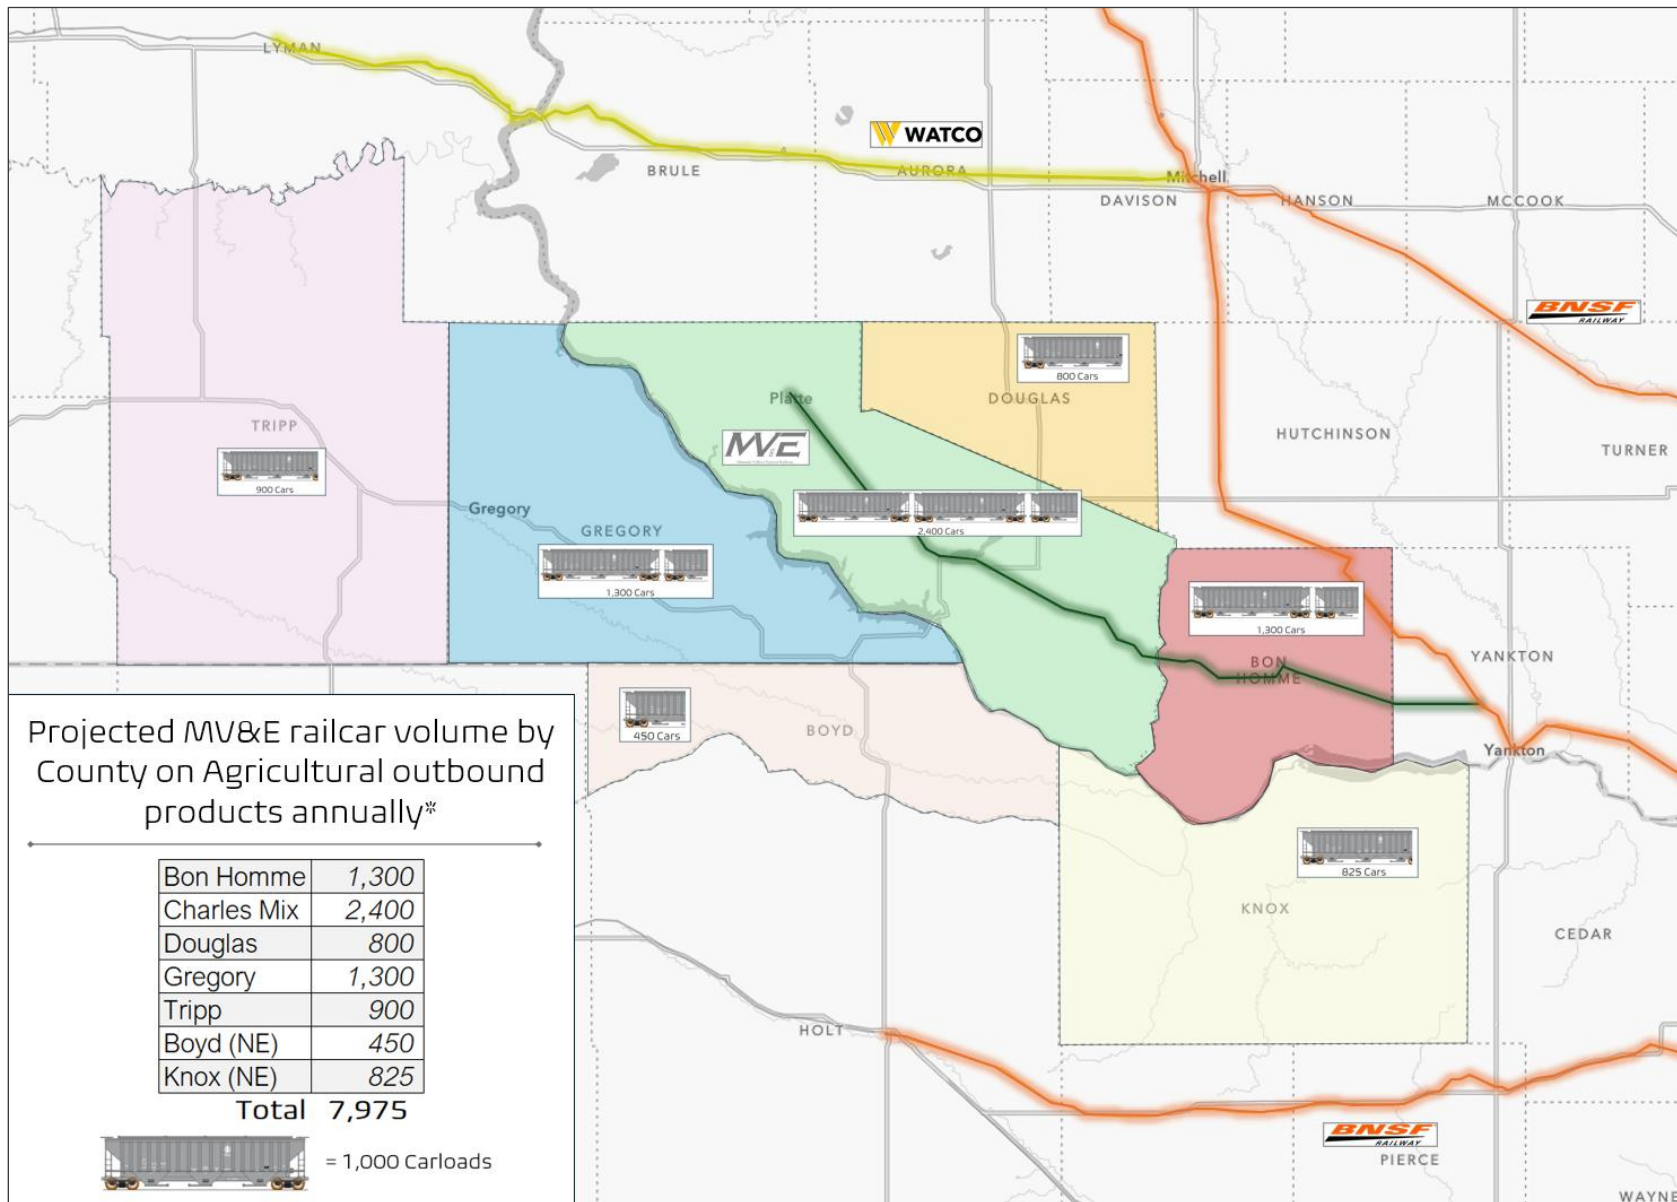 LYMAN
WATCO
BRULE
AURORA
Mitchell
DAVISON
HANSON
MCCOOK
BNSF
RAILWAY
800 Cars
Platte
DOUGLAS
TRIPP
MV&E
HUTCHINSON
TURNER
900 Cars
Gregory
GREGORY
2,400 Cars
1,300 Cars
1,300 Cars
BON
HOMME
YANKTON
450 Cars
BOYD
Yankton
Projected MV&E railcar volume by
County on Agricultural outbound
products annually*
Bon Homme 1,300
Charles Mix 2,400
Douglas 800
Gregory 1,300
Tripp 900
Boyd (NE) 450
Knox (NE) 825
Total 7,975
= 1,000 Carloads
825 Cars
KNOX
CEDAR
HOLT
BNSF
RAILWAY
PIERCE
WAYNE